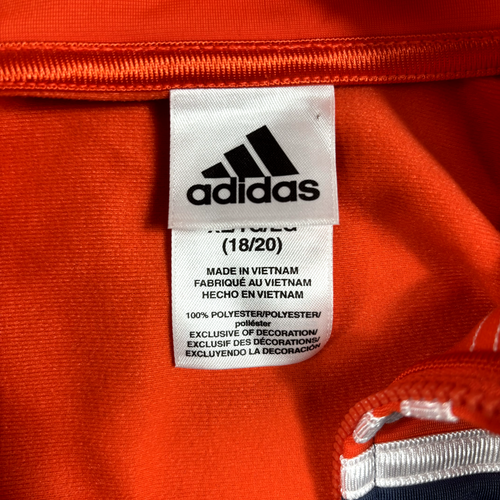 adidas
(18/20)
MADE IN VIETNAM
FABRIQUÉ AU VIETNAM
HECHO EN VIETNAM
100% POLYESTER/POLYESTER/
poliéster
EXCLUSIVE OF DECORATION/
EXCLUSIF DES DÉCORATIONS/
EXCLUYENDO LA DECORACIÓN